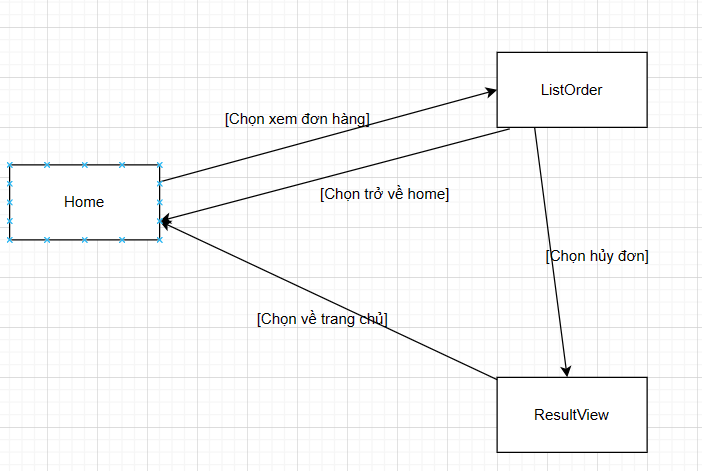 ListOrder
[Chọn xem đơn hàng]
[Chọn trở về home]
Home
[Chọn hủy đơn]
[Chọn về trang chủ]
ResultView